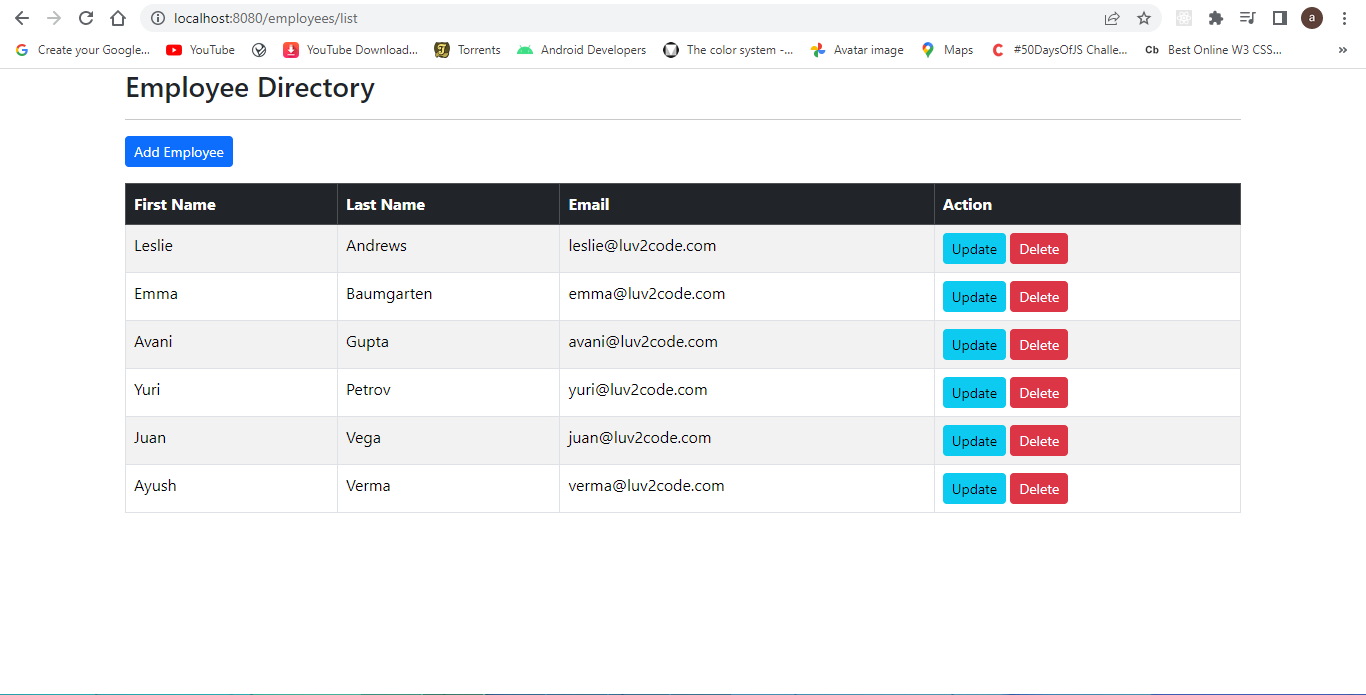 localhost:8080/employees/list
a
Create your Google... YouTube YouTube Download... Torrents Android Developers The color system -... Avatar image Maps #50DaysOfJS Challe... Cb Best Online W3 CSS... »
Employee Directory
Add Employee
First Name Last Name Email Action
Leslie Andrews leslie@luv2code.com Update Delete
Emma Baumgarten emma@luv2code.com Update Delete
Avani Gupta avani@luv2code.com Update Delete
Yuri Petrov yuri@luv2code.com Update Delete
Juan Vega juan@luv2code.com Update Delete
Ayush Verma verma@luv2code.com Update Delete